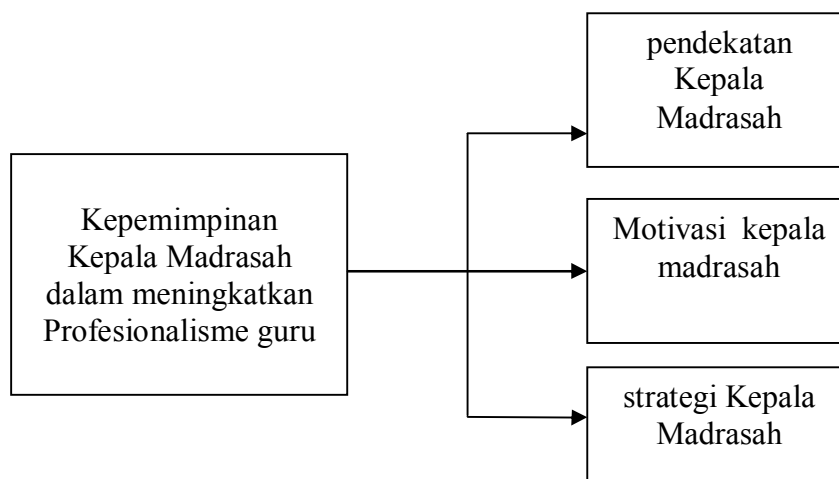 Kepemimpinan
Kepala Madrasah
dalam meningkatkan
Profesionalisme guru
pendekatan
Kepala
Madrasah
Motivasi kepala
madrasah
strategi Kepala
Madrasah